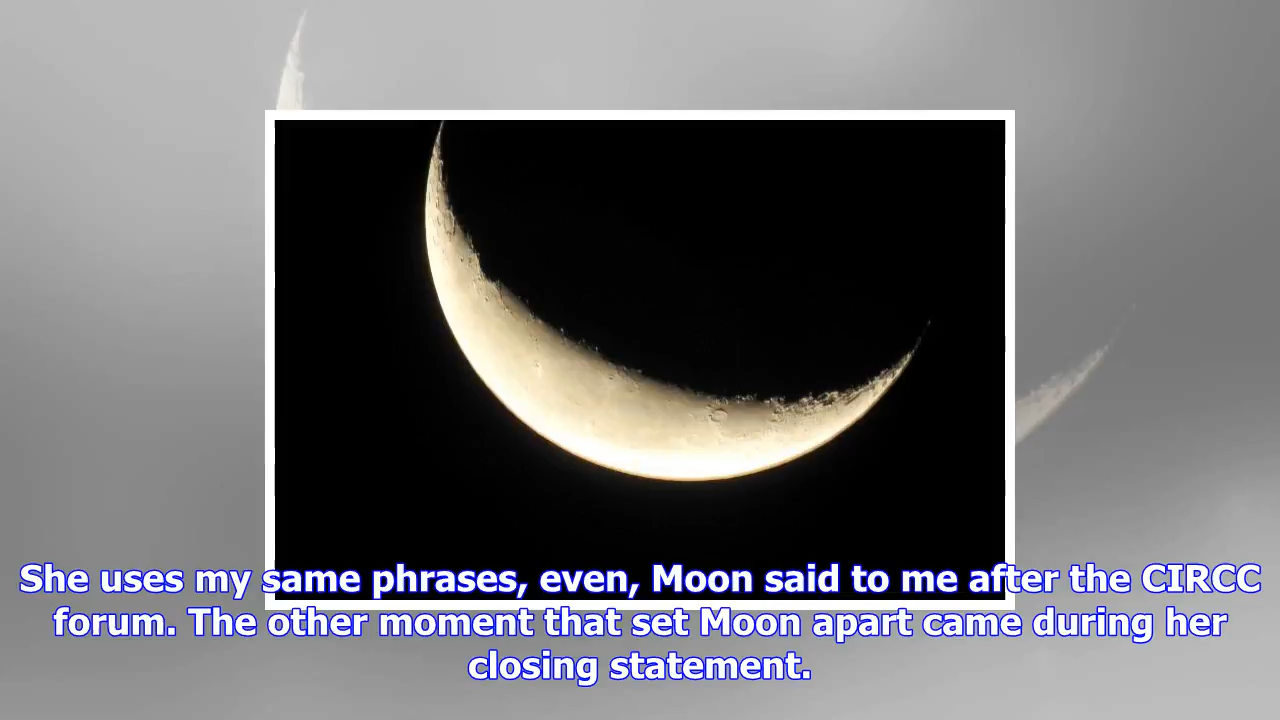 She uses my same phrases, even, Moon said to me after the CIRCC
forum. The other moment that set Moon apart came during her
closing statement.